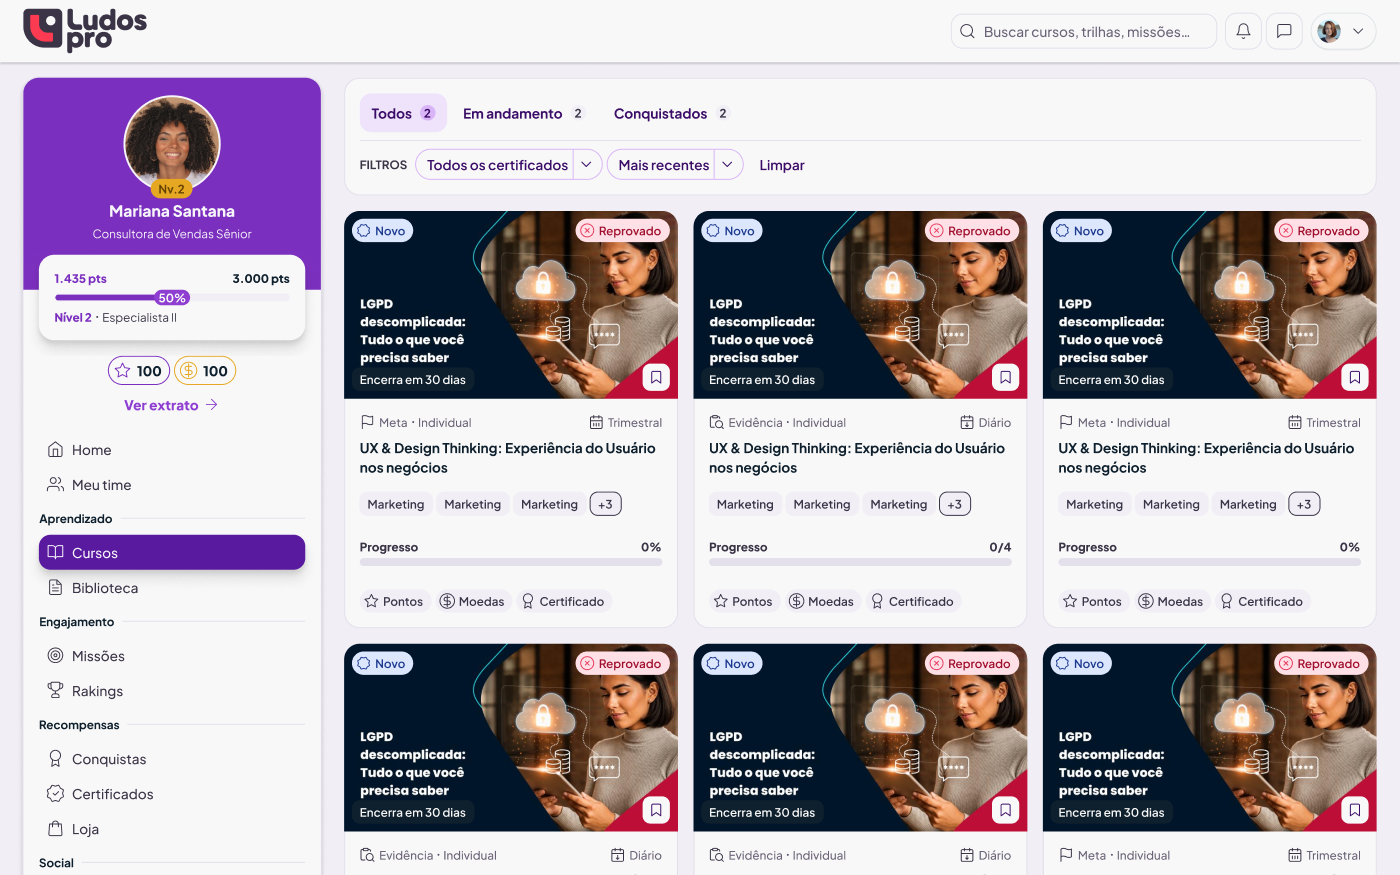 Ludos
pro
Buscar cursos, trilhas, missões...
Nv.2
Mariana Santana
Consultora de Vendas Sênior
1.435 pts 3.000 pts
50%
Nível 2 • Especialista II
100 100
Ver extrato
Home
Meu time
Aprendizado
Cursos
Biblioteca
Engajamento
Missões
Rakings
Recompensas
Conquistas
Certificados
Loja
Social
Todos 2 Em andamento 2 Conquistados 2
FILTROS Todos os certificados Mais recentes Limpar
Novo Reprovado
LGPD
descomplicada:
Tudo o que você
precisa saber
Encerra em 30 dias
Meta • Individual Trimestral
UX & Design Thinking: Experiência do Usuário
nos negócios
Marketing Marketing Marketing +3
Progresso 0%
Pontos Moedas Certificado
Novo Reprovado
LGPD
descomplicada:
Tudo o que você
precisa saber
Encerra em 30 dias
Evidência • Individual Diário
UX & Design Thinking: Experiência do Usuário
nos negócios
Marketing Marketing Marketing +3
Progresso 0/4
Pontos Moedas Certificado
Novo Reprovado
LGPD
descomplicada:
Tudo o que você
precisa saber
Encerra em 30 dias
Meta • Individual Trimestral
UX & Design Thinking: Experiência do Usuário
nos negócios
Marketing Marketing Marketing +3
Progresso 0%
Pontos Moedas Certificado
Novo Reprovado
LGPD
descomplicada:
Tudo o que você
precisa saber
Encerra em 30 dias
Evidência • Individual Diário
Novo Reprovado
LGPD
descomplicada:
Tudo o que você
precisa saber
Encerra em 30 dias
Evidência • Individual Diário
Novo Reprovado
LGPD
descomplicada:
Tudo o que você
precisa saber
Encerra em 30 dias
Meta • Individual Trimestral